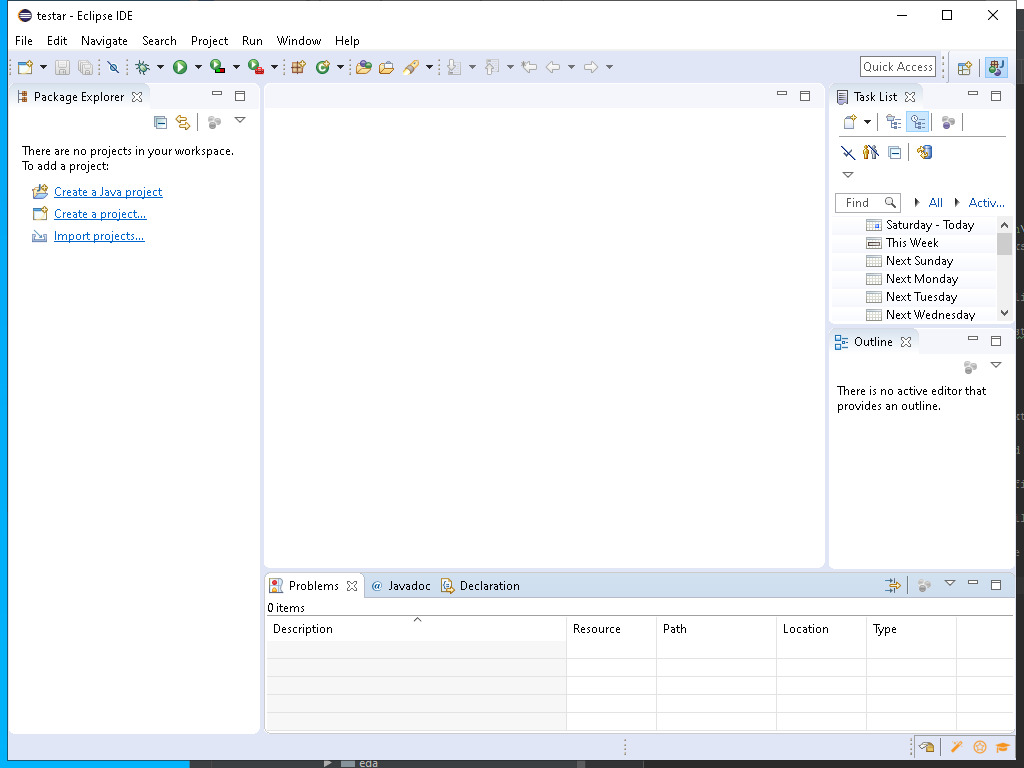 testar - Eclipse IDE
File Edit Navigate Search Project Run Window Help
Quick Access
Package Explorer
There are no projects in your workspace.
To add a project:
Create a Java project
Create a project...
Import projects...
Task List
Find All Activ...
Saturday - Today
This Week
Next Sunday
Next Monday
Next Tuesday
Next Wednesday
Outline
There is no active editor that
provides an outline.
Problems @ Javadoc Declaration
0 items
Description Resource Path Location Type
eda